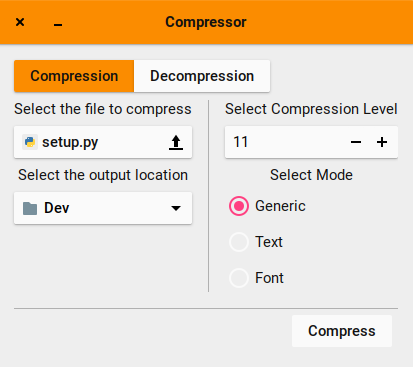 Compressor
Compression Decompression
Select the file to compress
setup.py
Select the output location
Dev
Select Compression Level
11
Select Mode
Generic
Text
Font
Compress